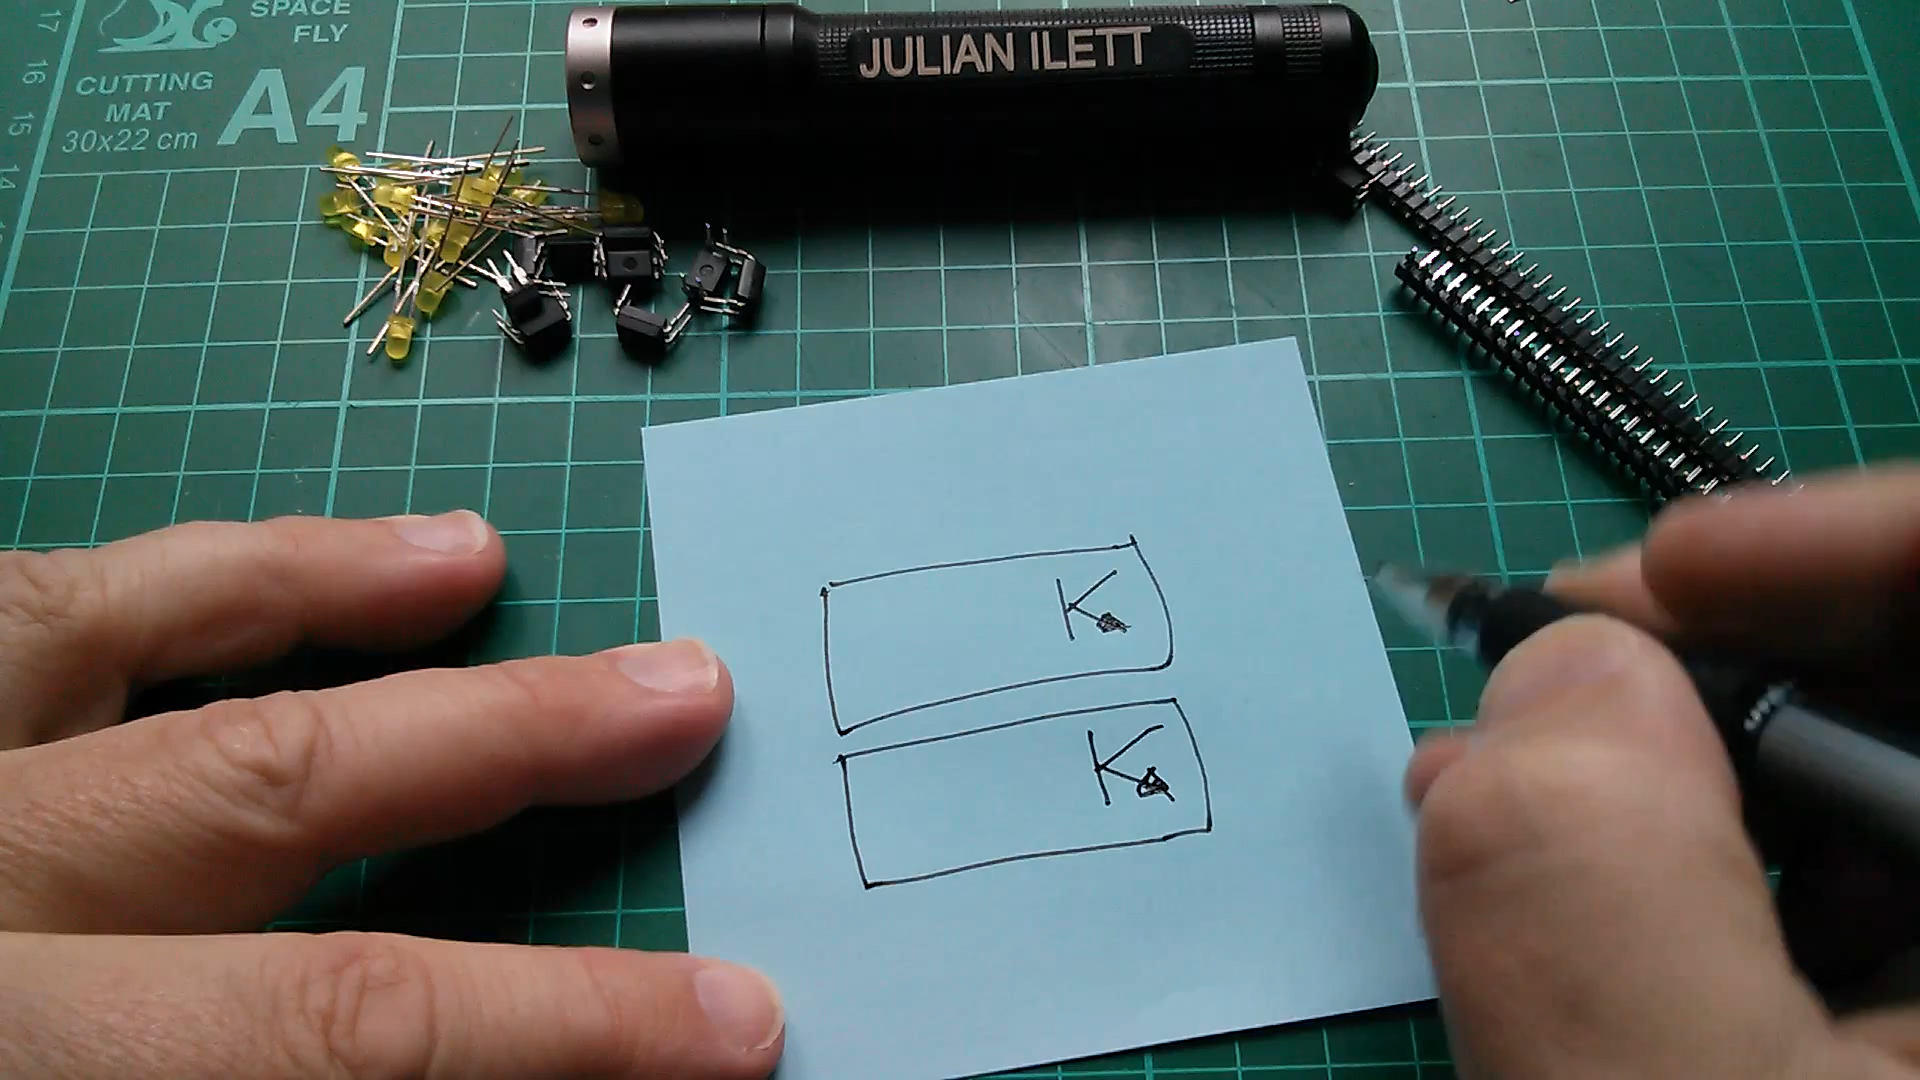 17
SPACE
FLY
16
CUTTING
MAT
A4
15
30x22 cm
14
JULIAN ILETT
K
K